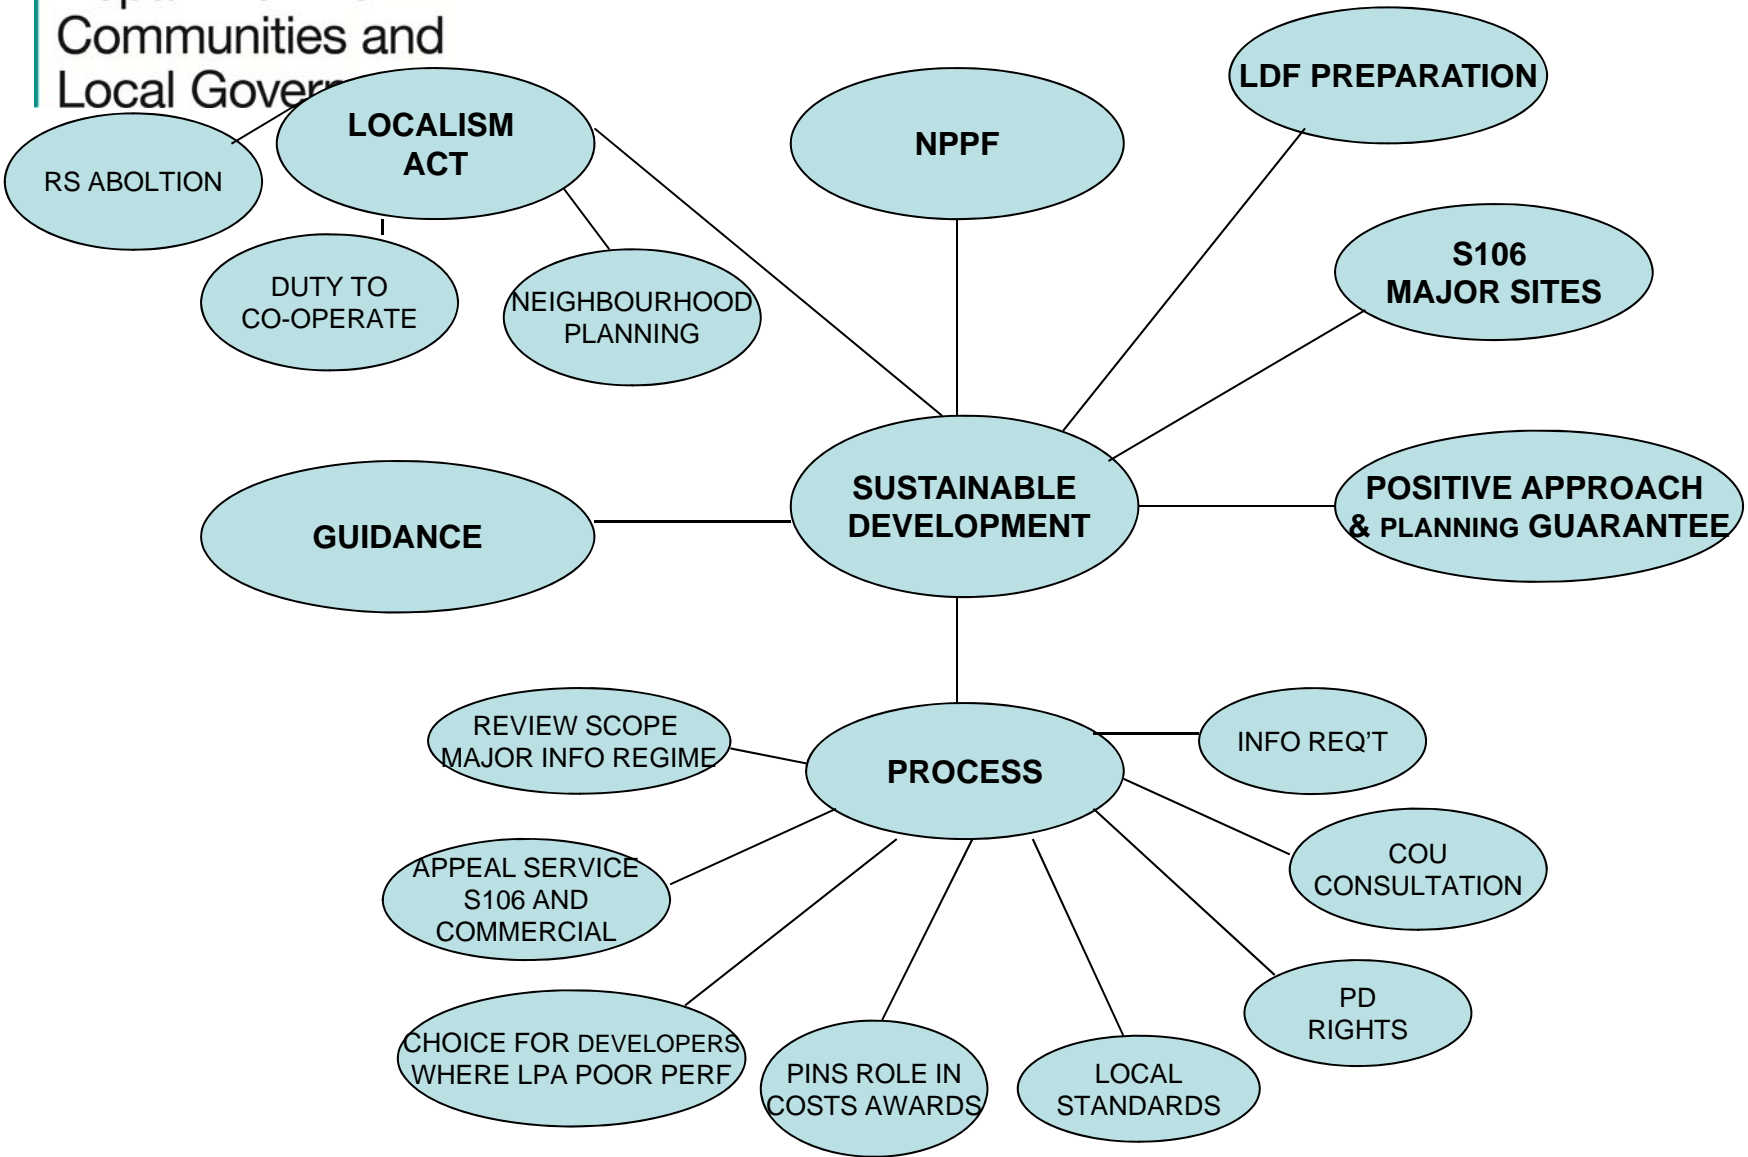 Communities and
Local Gover
LDF PREPARATION
LOCALISM
ACT
NPPF
RS ABOLTION
S106
MAJOR SITES
DUTY TO
CO-OPERATE
NEIGHBOURHOOD
PLANNING
SUSTAINABLE
DEVELOPMENT
POSITIVE APPROACH
& PLANNING GUARANTEE
GUIDANCE
REVIEW SCOPE
MAJOR INFO REGIME
PROCESS
INFO REQ'T
APPEAL SERVICE
S106 AND
COMMERCIAL
COU
CONSULTATION
CHOICE FOR DEVELOPERS
WHERE LPA POOR PERF
PINS ROLE IN
COSTS AWARDS
LOCAL
STANDARDS
PD
RIGHTS